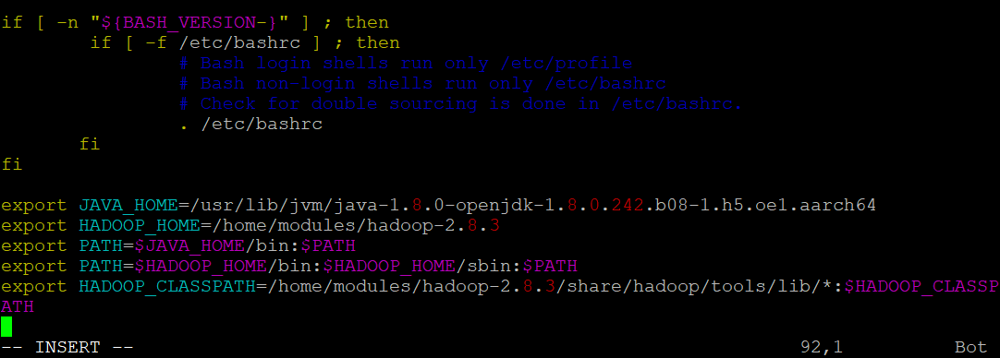 if [ -n "${BASH_VERSION-}" ] ; then
        if [ -f /etc/bashrc ] ; then
                # Bash login shells run only /etc/profile
                # Bash non-login shells run only /etc/bashrc
                # Check for double sourcing is done in /etc/bashrc.
                . /etc/bashrc
       fi
fi

export JAVA_HOME=/usr/lib/jvm/java-1.8.0-openjdk-1.8.0.242.b08-1.h5.oe1.aarch64
export HADOOP_HOME=/home/modules/hadoop-2.8.3
export PATH=$JAVA_HOME/bin:$PATH
export PATH=$HADOOP_HOME/bin:$HADOOP_HOME/sbin:$PATH
export HADOOP_CLASSPATH=/home/modules/hadoop-2.8.3/share/hadoop/tools/lib/*:$HADOOP_CLASSP
ATH
-- INSERT --                                                            92,1          Bot